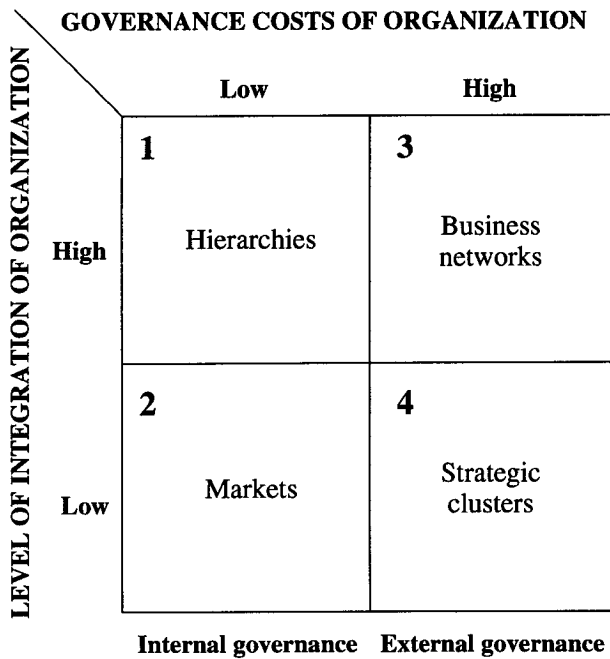 GOVERNANCE COSTS OF ORGANIZATION
LEVEL OF INTEGRATION OF ORGANIZATION
Low
High
1
3
High
Hierarchies
Business
networks
2
4
Low
Markets
Strategic
clusters
Internal governance
External governance